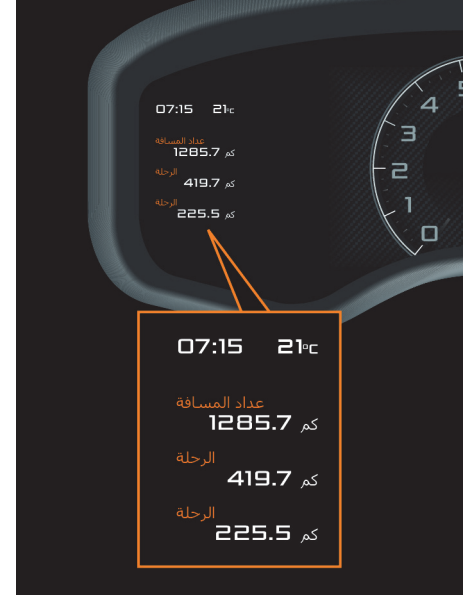 07:15 21°C
عداد المسافة
1285.7 كم
الرحلة
419.7 كم
الرحلة
225.5 كم
5
4
3
2
1
0
07:15 21°C
عداد المسافة
1285.7 كم
الرحلة
419.7 كم
الرحلة
225.5 كم